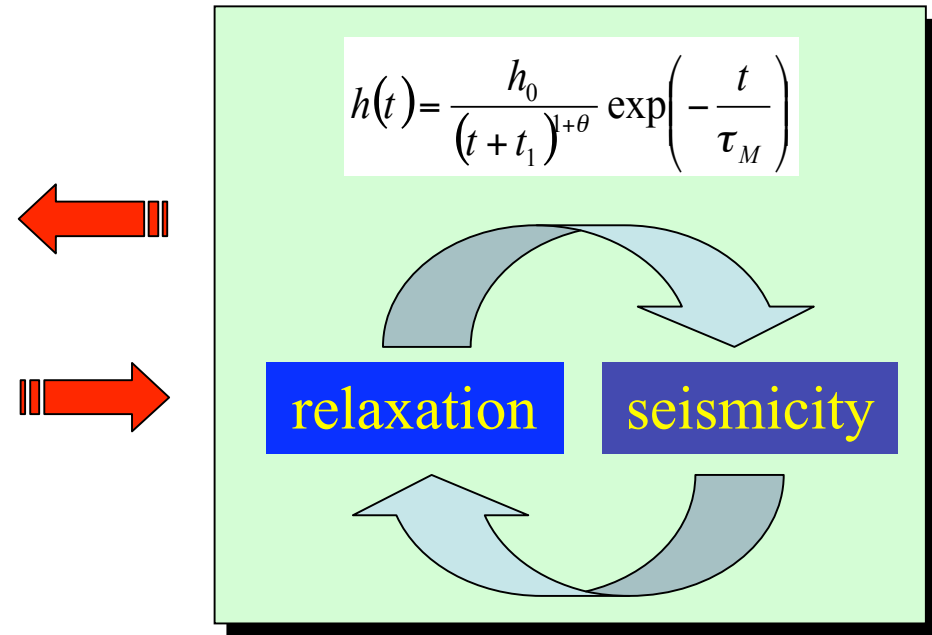 h(t) = h₀ / (t + t₁)^{1+θ} exp(− t / τ_M)
relaxation
seismicity